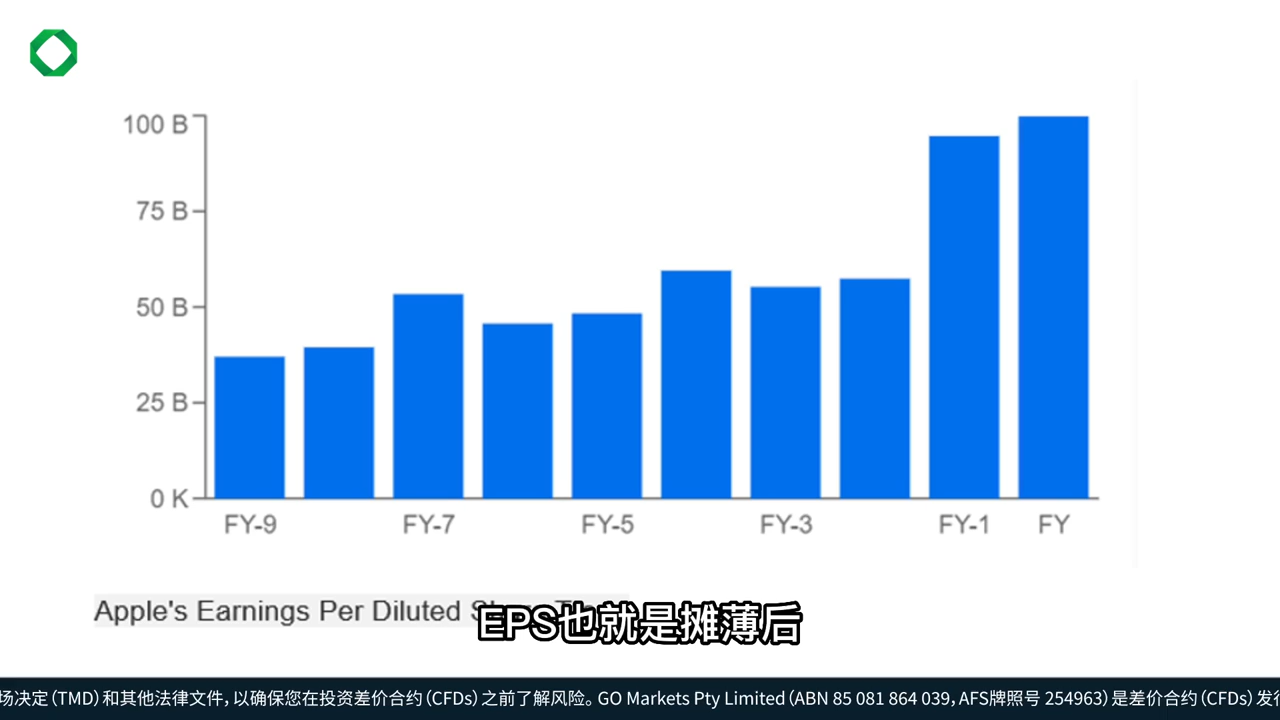 100 B
75 B
50 B
25 B
0 K
FY-9 FY-7 FY-5 FY-3 FY-1 FY
Apple's Earnings Per Diluted
EPS也就是摊薄后
场决定（TMD）和其他法律文件，以确保您在投资差价合约（CFDs）之前了解风险。GO Markets Pty Limited（ABN 85 081 864 039，AFS牌照号 254963）是差价合约（CFDs）发行